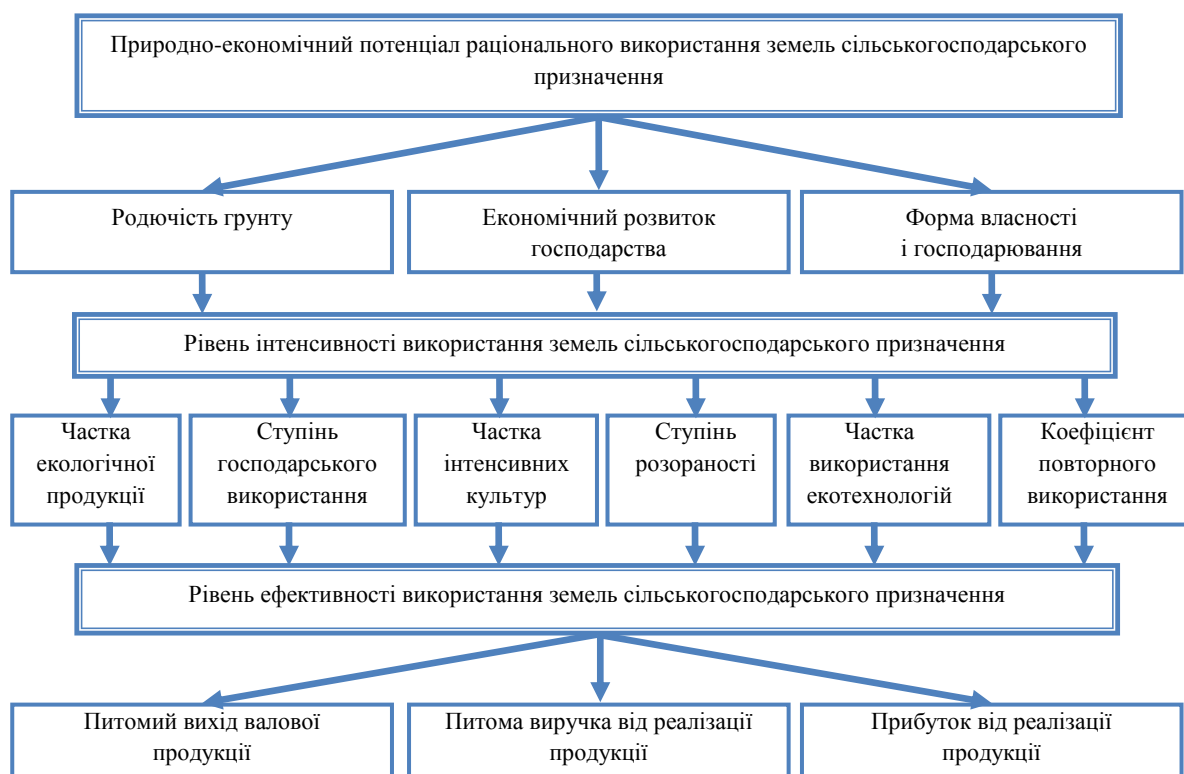 Природно-економічний потенціал раціонального використання земель сільськогосподарського
призначення
Родючість грунту
Економічний розвиток
господарства
Форма власності
і господарювання
Рівень інтенсивності використання земель сільськогосподарського призначення
Частка
екологічної
продукції
Ступінь
господарського
використання
Частка
інтенсивних
культур
Ступінь
розораності
Частка
використання
екотехнологій
Коефіцієнт
повторного
використання
Рівень ефективності використання земель сільськогосподарського призначення
Питомий вихід валової
продукції
Питома виручка від реалізації
продукції
Прибуток від реалізації
продукції